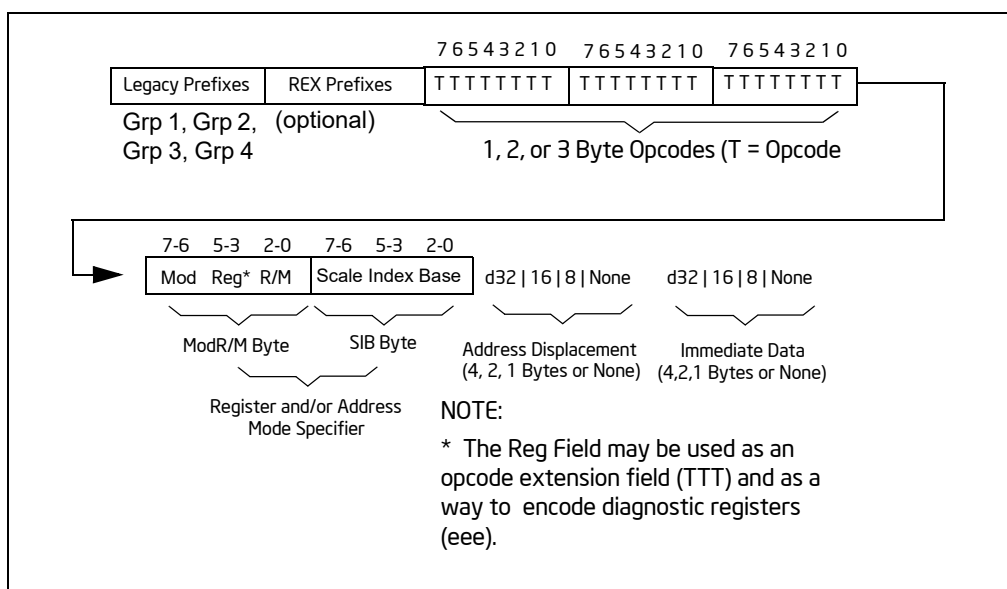 7 6 5 4 3 2 1 0 7 6 5 4 3 2 1 0 7 6 5 4 3 2 1 0
Legacy Prefixes REX Prefixes T T T T T T T T T T T T T T T T T T T T T T T T
Grp 1, Grp 2, (optional)
Grp 3, Grp 4
1, 2, or 3 Byte Opcodes (T = Opcode
7-6 5-3 2-0 7-6 5-3 2-0
Mod Reg* R/M Scale Index Base d32 | 16 | 8 | None d32 | 16 | 8 | None
ModR/M Byte SIB Byte Address Displacement Immediate Data
(4, 2, 1 Bytes or None) (4,2,1 Bytes or None)
Register and/or Address
Mode Specifier
NOTE:
* The Reg Field may be used as an
opcode extension field (TTT) and as a
way to encode diagnostic registers
(eee).